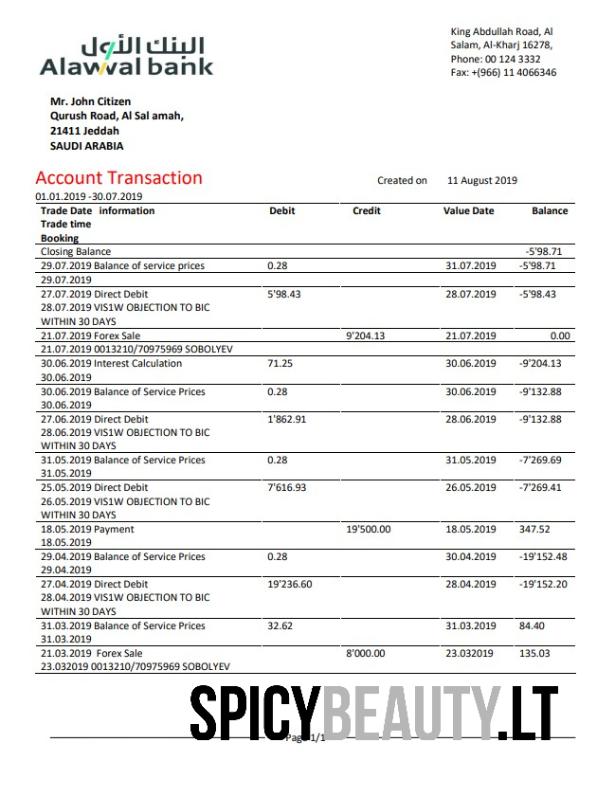 البنك الأول
Alawwal bank
King Abdullah Road, Al
Salam, Al-Kharj 16278,
Phone: 00 124 3332
Fax: +(966) 11 4066346
Mr. John Citizen
Qurush Road, Al Sal amah,
21411 Jeddah
SAUDI ARABIA
Account Transaction Created on 11 August 2019
01.01.2019 -30.07.2019
Trade Date information Debit Credit Value Date Balance
Trade time
Booking
Closing Balance -5'98.71
29.07.2019 Balance of service prices 0.28 31.07.2019 -5'98.71
29.07.2019
27.07.2019 Direct Debit 5'98.43 28.07.2019 -5'98.43
28.07.2019 VIS1W OBJECTION TO BIC
WITHIN 30 DAYS
21.07.2019 Forex Sale 9'204.13 21.07.2019 0.00
21.07.2019 0013210/70975969 SOBOLYEV
30.06.2019 Interest Calculation 71.25 30.06.2019 -9'204.13
30.06.2019
30.06.2019 Balance of Service Prices 0.28 30.06.2019 -9'132.88
30.06.2019
27.06.2019 Direct Debit 1'862.91 28.06.2019 -9'132.88
28.06.2019 VIS1W OBJECTION TO BIC
WITHIN 30 DAYS
31.05.2019 Balance of Service Prices 0.28 31.05.2019 -7'269.69
31.05.2019
25.05.2019 Direct Debit 7'616.93 26.05.2019 -7'269.41
26.05.2019 VIS1W OBJECTION TO BIC
WITHIN 30 DAYS
18.05.2019 Payment 19'500.00 18.05.2019 347.52
18.05.2019
29.04.2019 Balance of Service Prices 0.28 30.04.2019 -19'152.48
29.04.2019
27.04.2019 Direct Debit 19'236.60 28.04.2019 -19'152.20
28.04.2019 VIS1W OBJECTION TO BIC
WITHIN 30 DAYS
31.03.2019 Balance of Service Prices 32.62 31.03.2019 84.40
31.03.2019
21.03.2019 Forex Sale 8'000.00 23.032019 135.03
23.032019 0013210/70975969 SOBOLYEV
SPICYBEAUTY.LT
Page 1/1